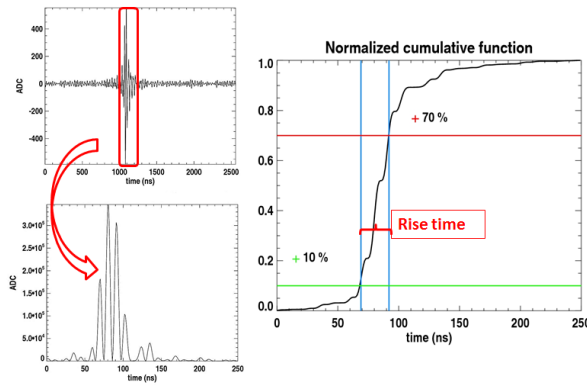 400
200
0
-200
-400
ADC
0 500 1000 1500 2000 2500
time (ns)
3.0×10⁵
2.5×10⁵
2.0×10⁵
1.5×10⁵
1.0×10⁵
5.0×10⁴
0
ADC
0 50 100 150 200 250
time (ns)
Normalized cumulative function
1.0
0.8
+ 70 %
0.6
0.4
Rise time
+ 10 %
0.2
0.0
0 50 100 150 200 250
time (ns)